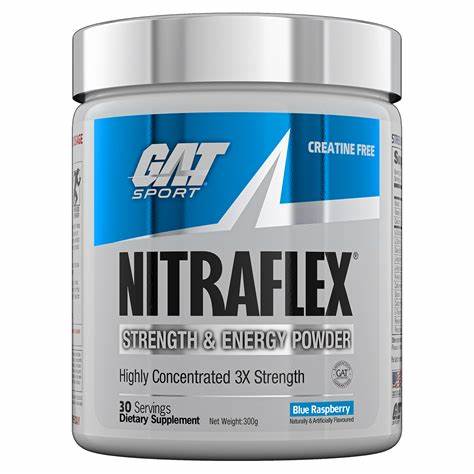 CREATINE FREE
GAT
SPORT
NITRAFLEX®
STRENGTH & ENERGY POWDER
Highly Concentrated 3X Strength
GAT
30 Servings
Dietary Supplement
Net Weight:300g
Blue Raspberry
Naturally & Artificially Flavoured